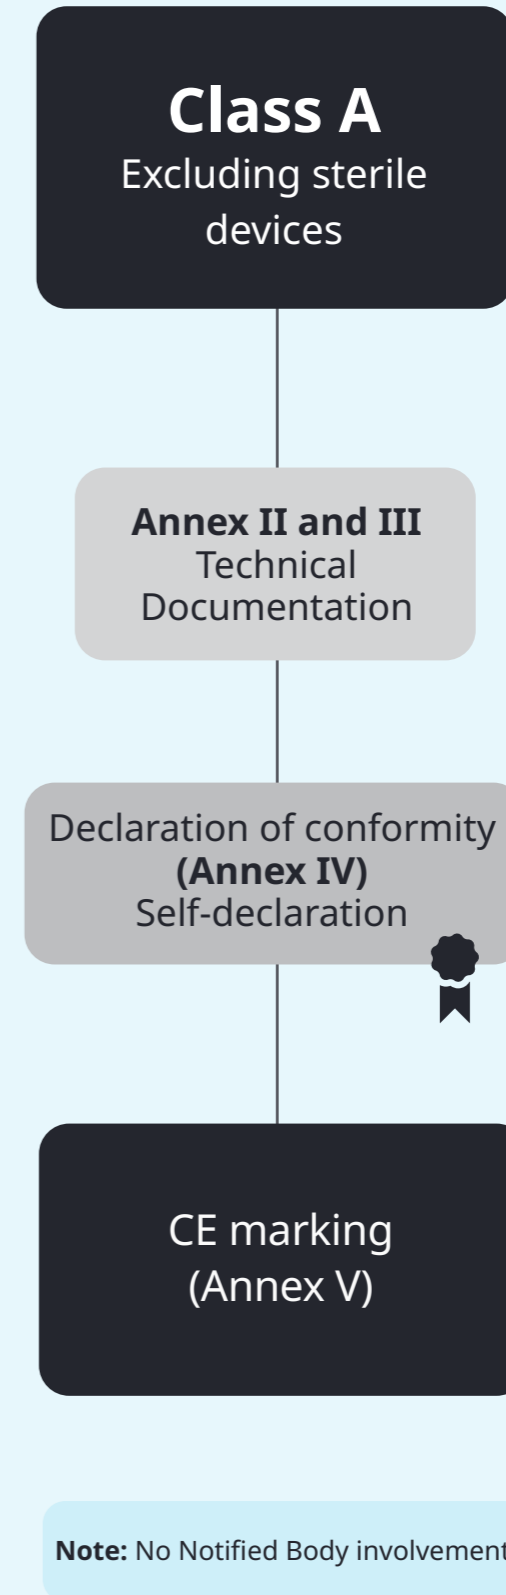 Class A
Excluding sterile
devices
Annex II and III
Technical
Documentation
Declaration of conformity
(Annex IV)
Self-declaration
CE marking
(Annex V)
Note: No Notified Body involvement